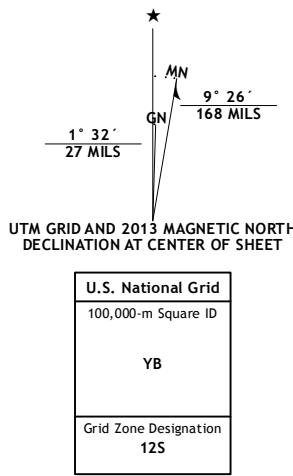 MN
GN
9° 26´
168 MILS
1° 32´
27 MILS
UTM GRID AND 2013 MAGNETIC NORTH
DECLINATION AT CENTER OF SHEET
U.S. National Grid
100,000-m Square ID
YB
Grid Zone Designation
12S